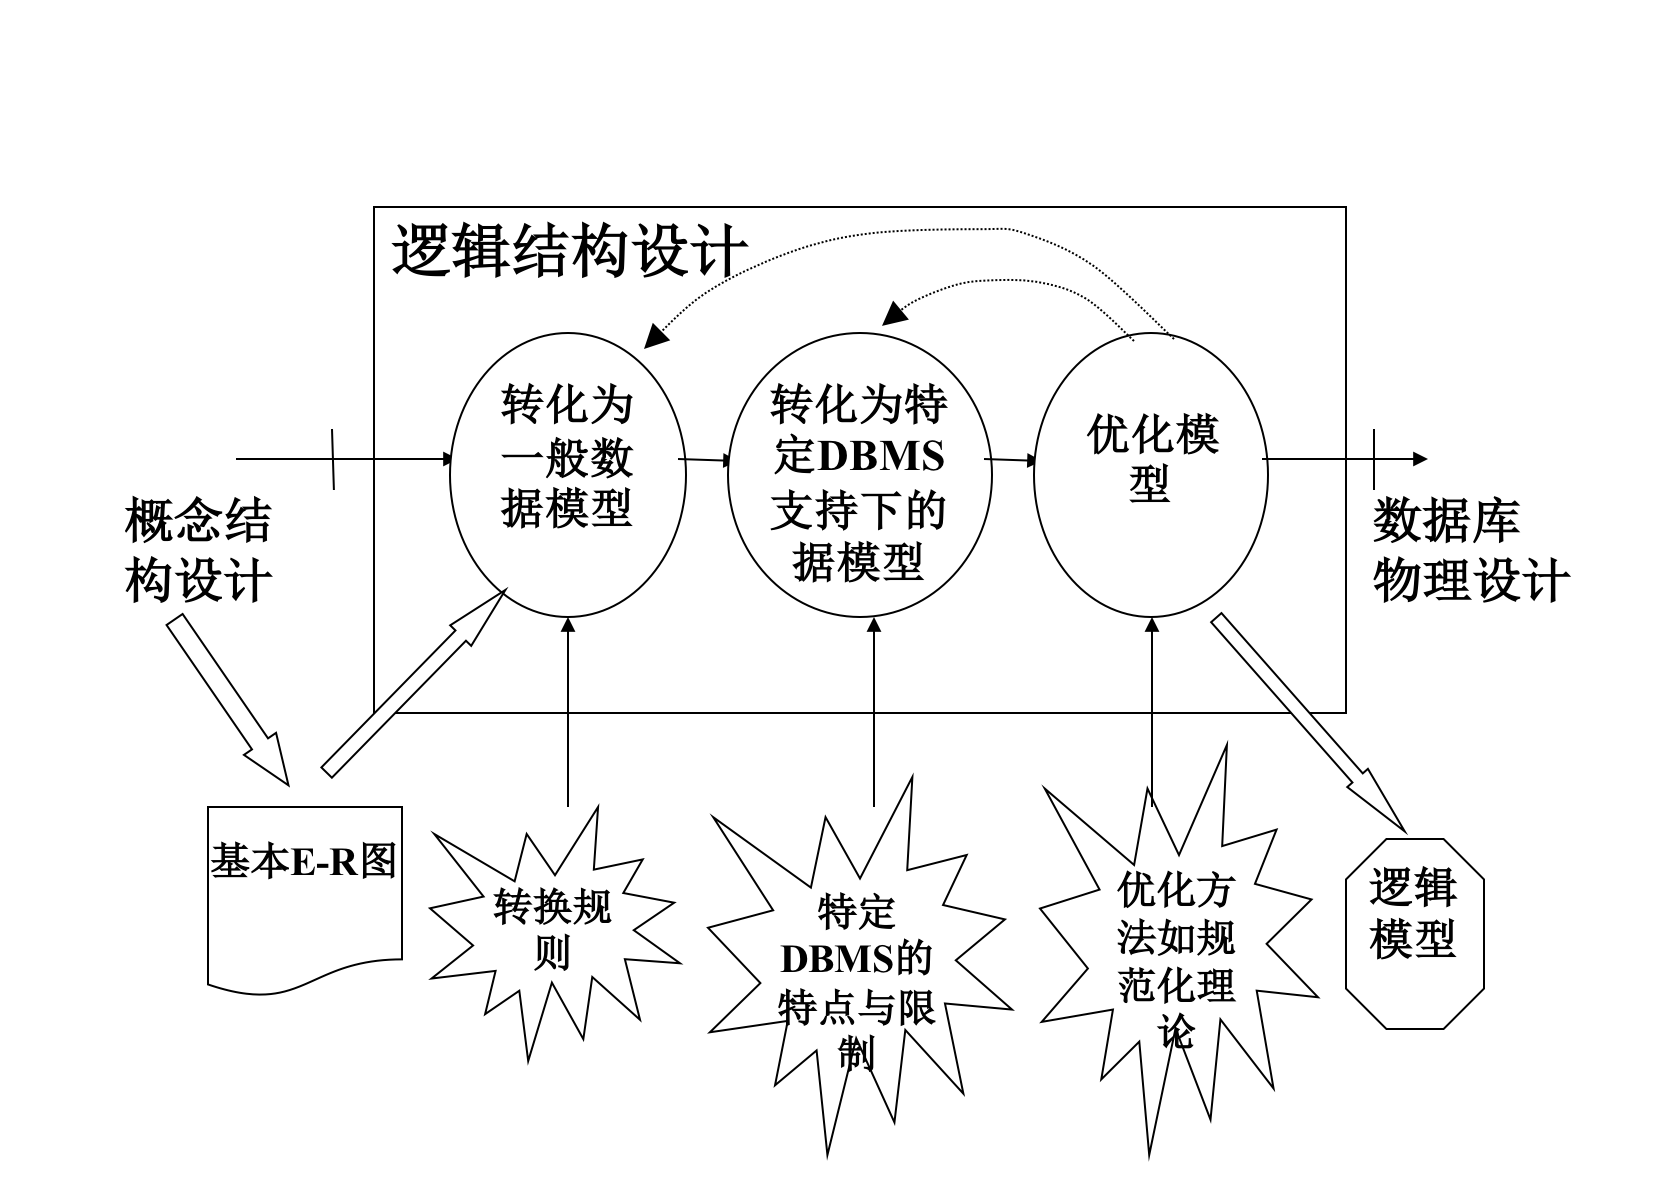 逻辑结构设计
转化为
一般数
据模型
转化为特
定DBMS
支持下的
据模型
优化模
型
概念结
构设计
数据库
物理设计
基本E-R图
转换规
则
特定
DBMS的
特点与限
制
优化方
法如规
范化理
论
逻辑
模型